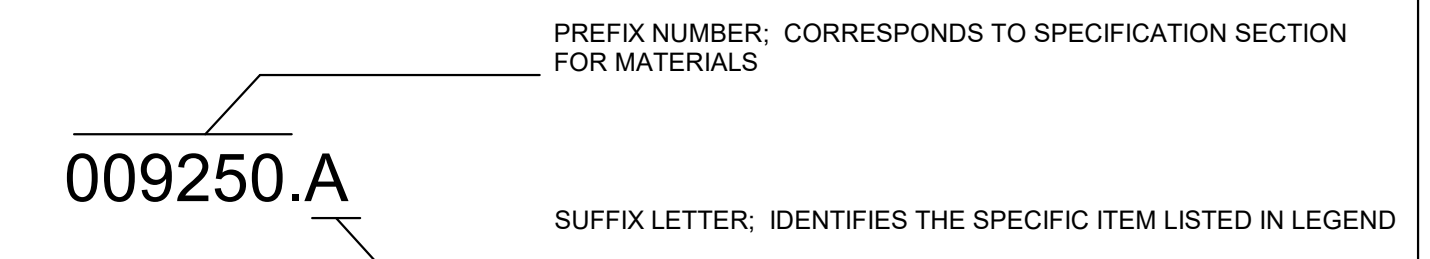 PREFIX NUMBER;  CORRESPONDS TO SPECIFICATION SECTION
FOR MATERIALS
009250.A
SUFFIX LETTER;  IDENTIFIES THE SPECIFIC ITEM LISTED IN LEGEND